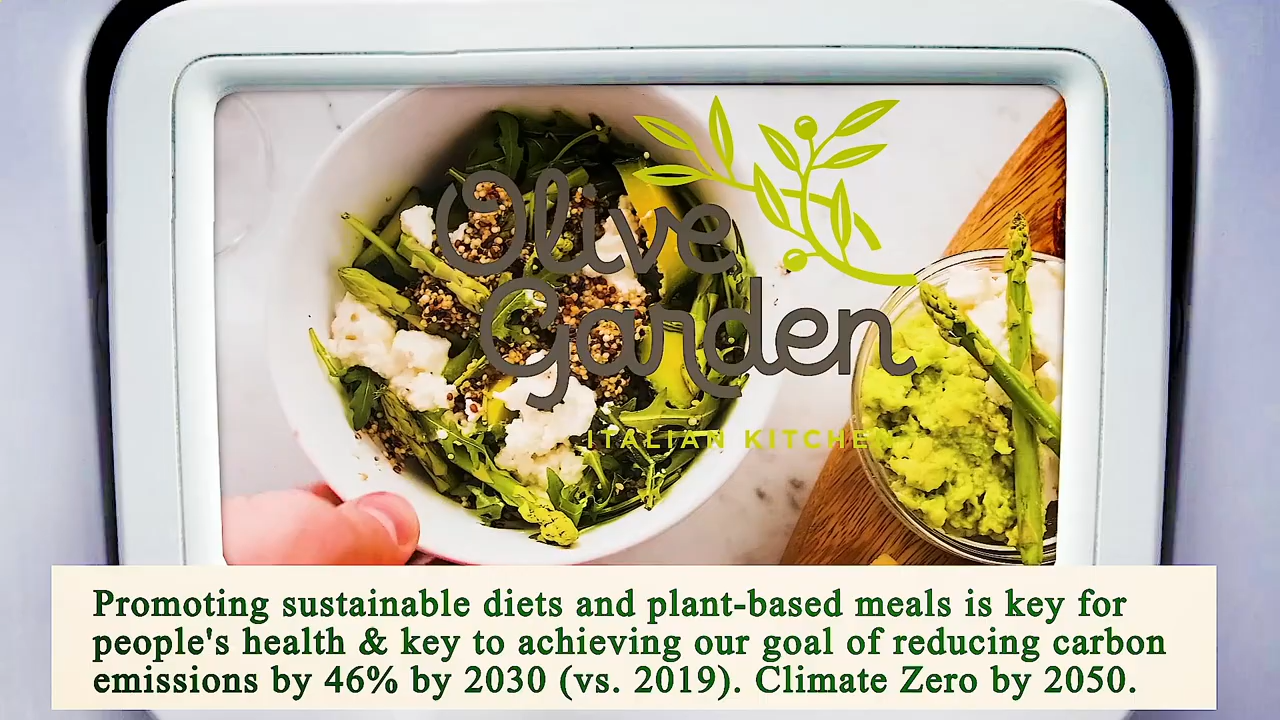 Olive
Garden
ITALIAN KITCHEN
Promoting sustainable diets and plant-based meals is key for
people's health & key to achieving our goal of reducing carbon
emissions by 46% by 2030 (vs. 2019). Climate Zero by 2050.